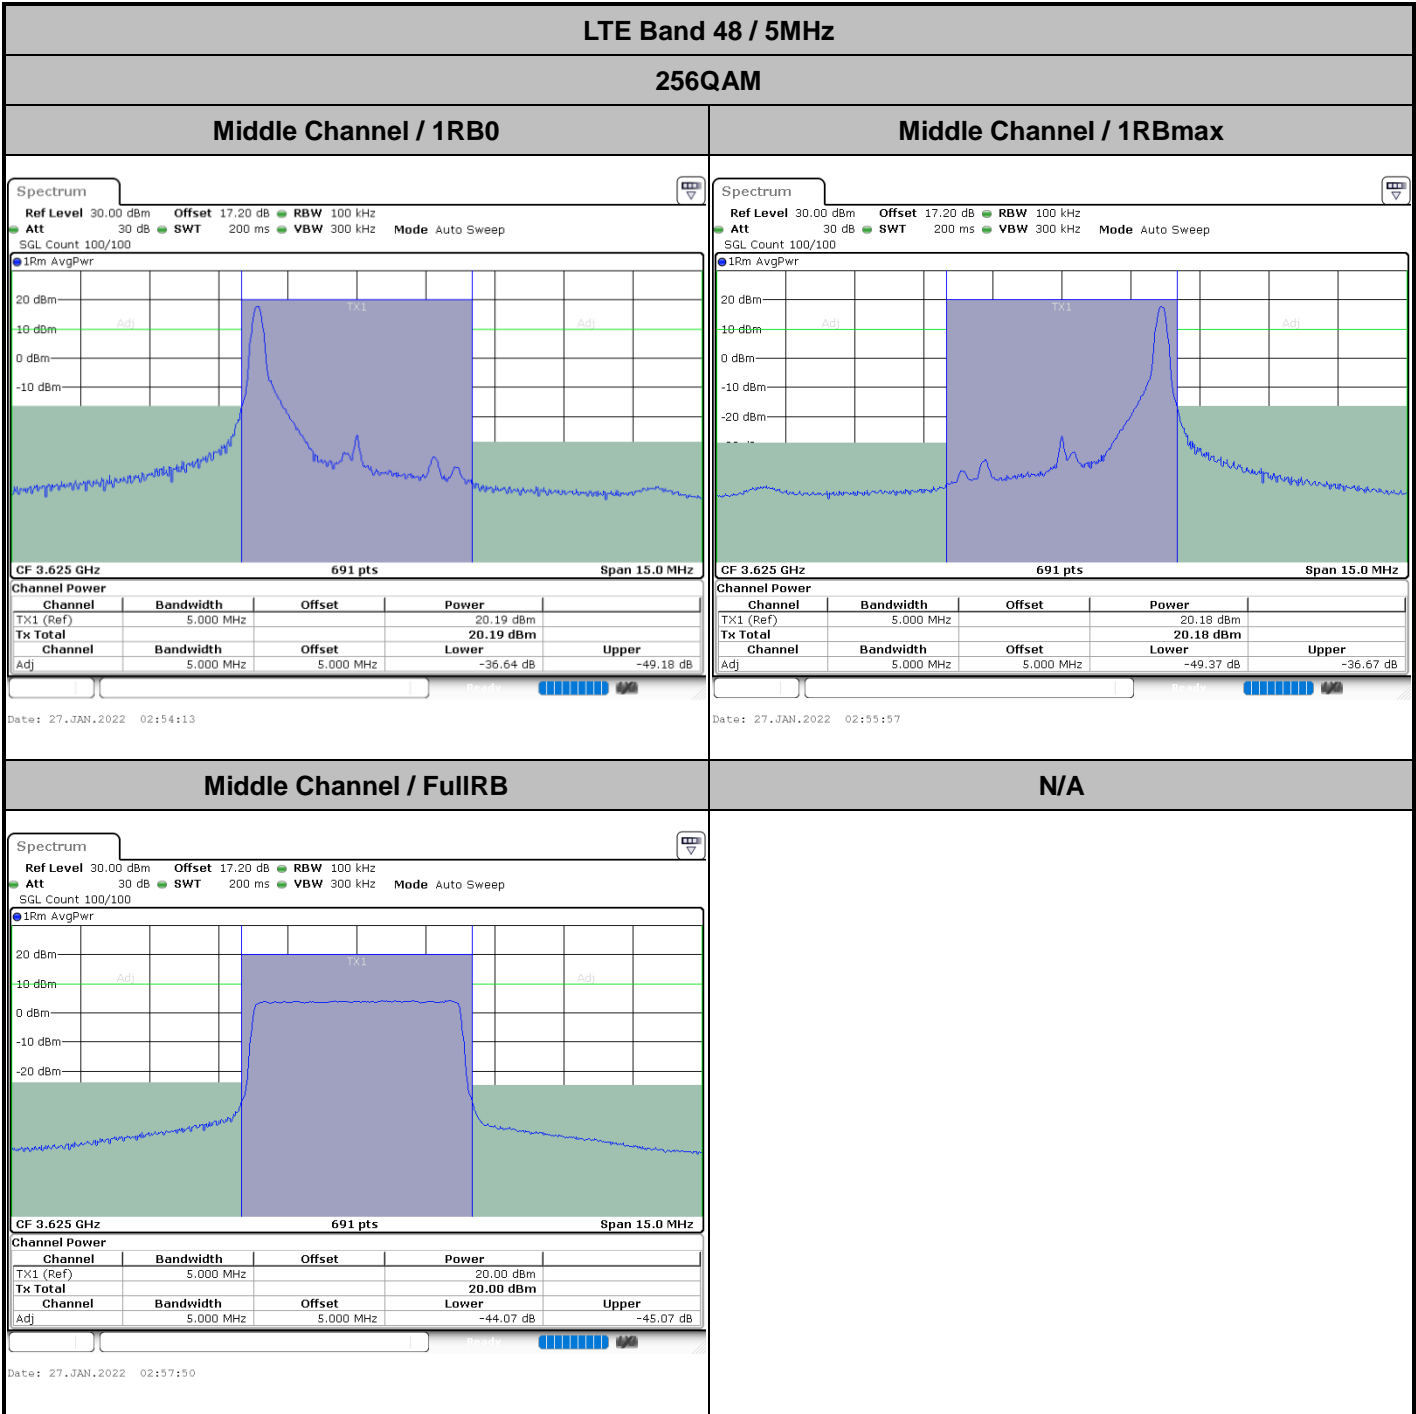 LTE Band 48 / 5MHz
256QAM
Middle Channel / 1RB0
Middle Channel / 1RBmax
Spectrum
Ref Level 30.00 dBm Offset 17.20 dB RBW 100 kHz
Att 30 dB SWT 200 ms VBW 300 kHz Mode Auto Sweep
SGL Count 100/100
1Rm AvgPwr
TX1
Adj
Adj
20 dBm
10 dBm
0 dBm
-10 dBm
CF 3.625 GHz 691 pts Span 15.0 MHz
Channel Power
Channel Bandwidth Offset Power
TX1 (Ref) 5.000 MHz 20.19 dBm
Tx Total 20.19 dBm
Channel Bandwidth Offset Lower Upper
Adj 5.000 MHz 5.000 MHz -36.64 dB -49.18 dB
Ready
Date: 27.JAN.2022 02:54:13
Spectrum
Ref Level 30.00 dBm Offset 17.20 dB RBW 100 kHz
Att 30 dB SWT 200 ms VBW 300 kHz Mode Auto Sweep
SGL Count 100/100
1Rm AvgPwr
TX1
Adj
Adj
20 dBm
10 dBm
0 dBm
-10 dBm
-20 dBm
CF 3.625 GHz 691 pts Span 15.0 MHz
Channel Power
Channel Bandwidth Offset Power
TX1 (Ref) 5.000 MHz 20.18 dBm
Tx Total 20.18 dBm
Channel Bandwidth Offset Lower Upper
Adj 5.000 MHz 5.000 MHz -49.37 dB -36.67 dB
Ready
Date: 27.JAN.2022 02:55:57
Middle Channel / FullRB
N/A
Spectrum
Ref Level 30.00 dBm Offset 17.20 dB RBW 100 kHz
Att 30 dB SWT 200 ms VBW 300 kHz Mode Auto Sweep
SGL Count 100/100
1Rm AvgPwr
TX1
Adj
Adj
20 dBm
10 dBm
0 dBm
-10 dBm
-20 dBm
CF 3.625 GHz 691 pts Span 15.0 MHz
Channel Power
Channel Bandwidth Offset Power
TX1 (Ref) 5.000 MHz 20.00 dBm
Tx Total 20.00 dBm
Channel Bandwidth Offset Lower Upper
Adj 5.000 MHz 5.000 MHz -44.07 dB -45.07 dB
Ready
Date: 27.JAN.2022 02:57:50